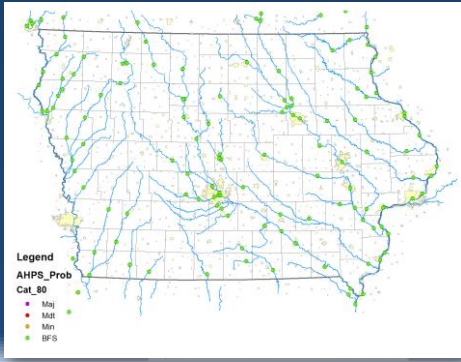 Legend
AHPS_Prob
Cat_80
Maj
Mdt
Min
BFS